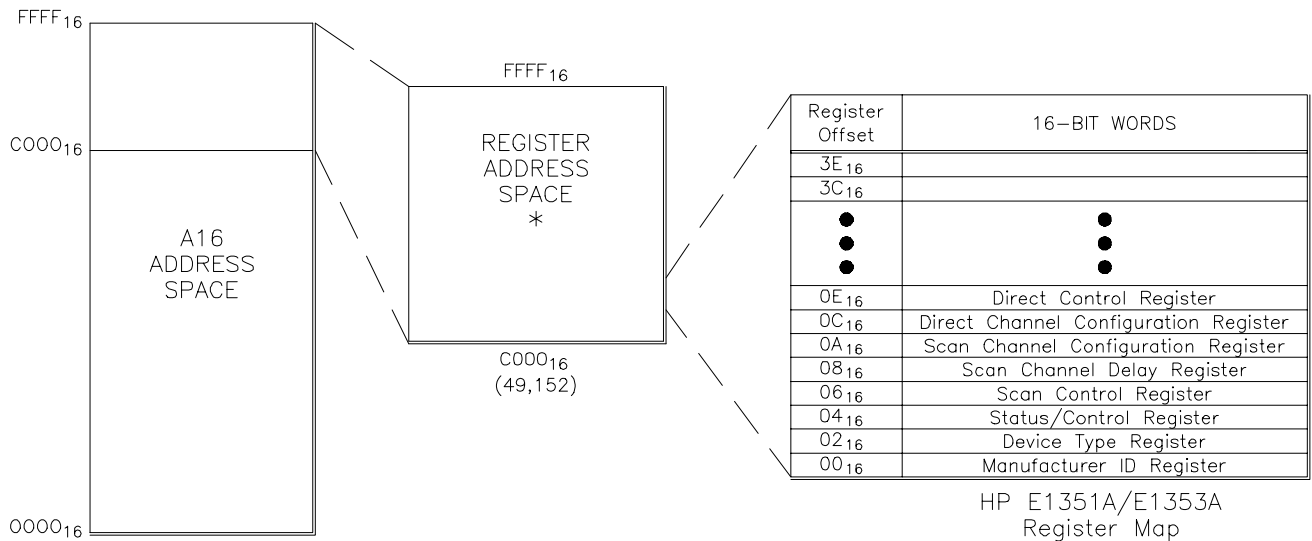 FFFF₁₆
C000₁₆
A16
ADDRESS
SPACE
0000₁₆
FFFF₁₆
REGISTER
ADDRESS
SPACE
*
C000₁₆
(49,152)
Register Offset 16-BIT WORDS
3E₁₆
3C₁₆
0E₁₆ Direct Control Register
0C₁₆ Direct Channel Configuration Register
0A₁₆ Scan Channel Configuration Register
08₁₆ Scan Channel Delay Register
06₁₆ Scan Control Register
04₁₆ Status/Control Register
02₁₆ Device Type Register
00₁₆ Manufacturer ID Register
HP E1351A/E1353A
Register Map